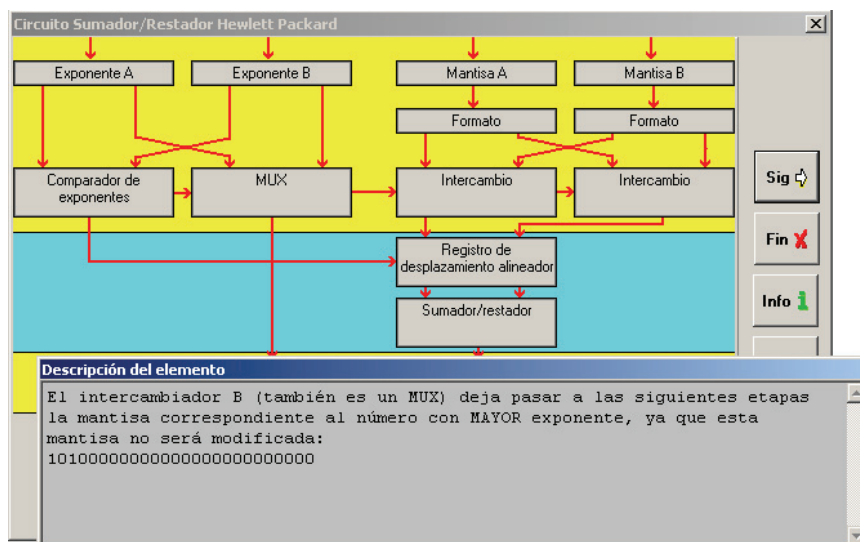 Circuito Sumador/Restador Hewlett Packard
Exponente A
Exponente B
Mantisa A
Mantisa B
Formato
Formato
Comparador de
exponentes
MUX
Intercambio
Intercambio
Sig
Registro de
desplazamiento alineador
Fin
Sumador/restador
Info
Descripción del elemento
El intercambiador B (también es un MUX) deja pasar a las siguientes etapas
la mantisa correspondiente al número con MAYOR exponente, ya que esta
mantisa no será modificada:
101000000000000000000000